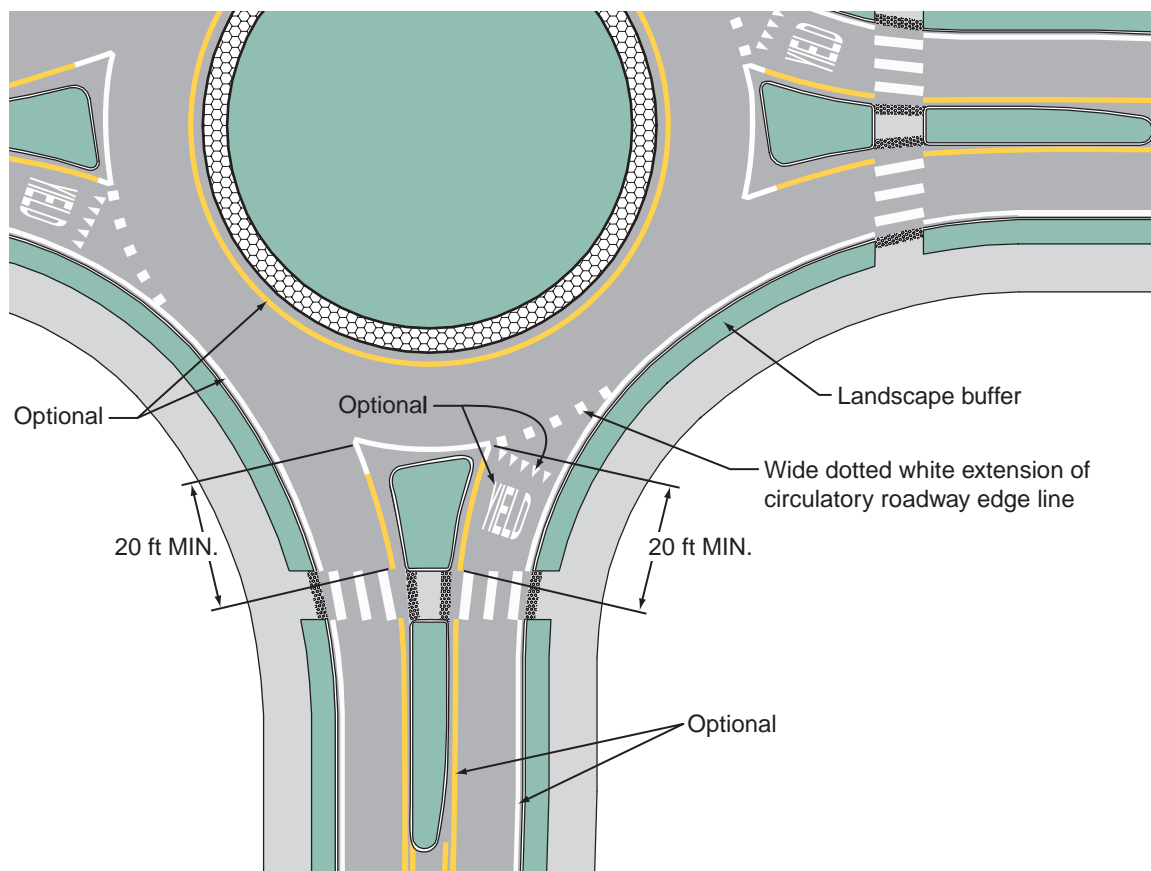 YIELD
YIELD
Optional
Optional
Landscape buffer
Wide dotted white extension of
circulatory roadway edge line
YIELD
20 ft MIN.
20 ft MIN.
Optional